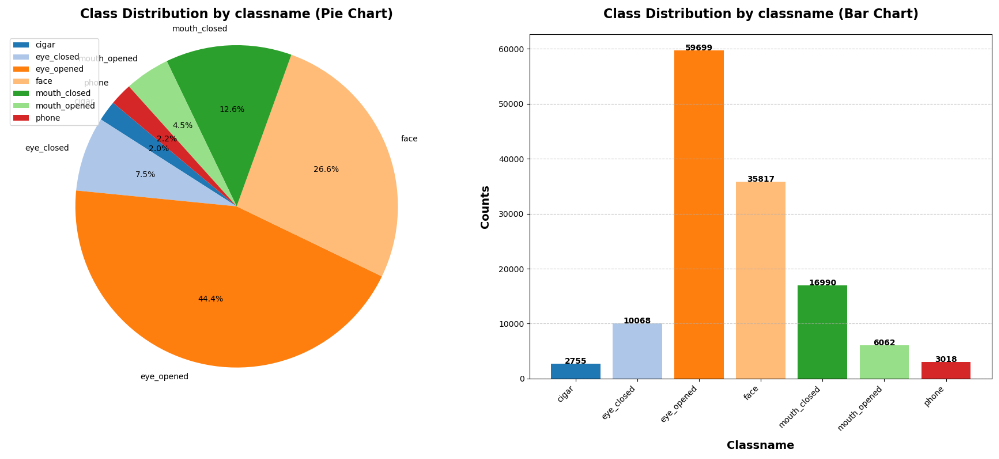 Class Distribution by classname (Pie Chart)
mouth_closed
cigar
eye_closed
eye_opened
face
mouth_closed
mouth_opened
phone
mouth_opened
phone
eye_closed
face
eye_opened
12.6%
4.5%
2.2%
2.0%
7.5%
26.6%
44.4%
Class Distribution by classname (Bar Chart)
Counts
60000
50000
40000
30000
20000
10000
0
2755
10068
59699
35817
16990
6062
3018
cigar
eye_closed
eye_opened
face
mouth_closed
mouth_opened
phone
Classname